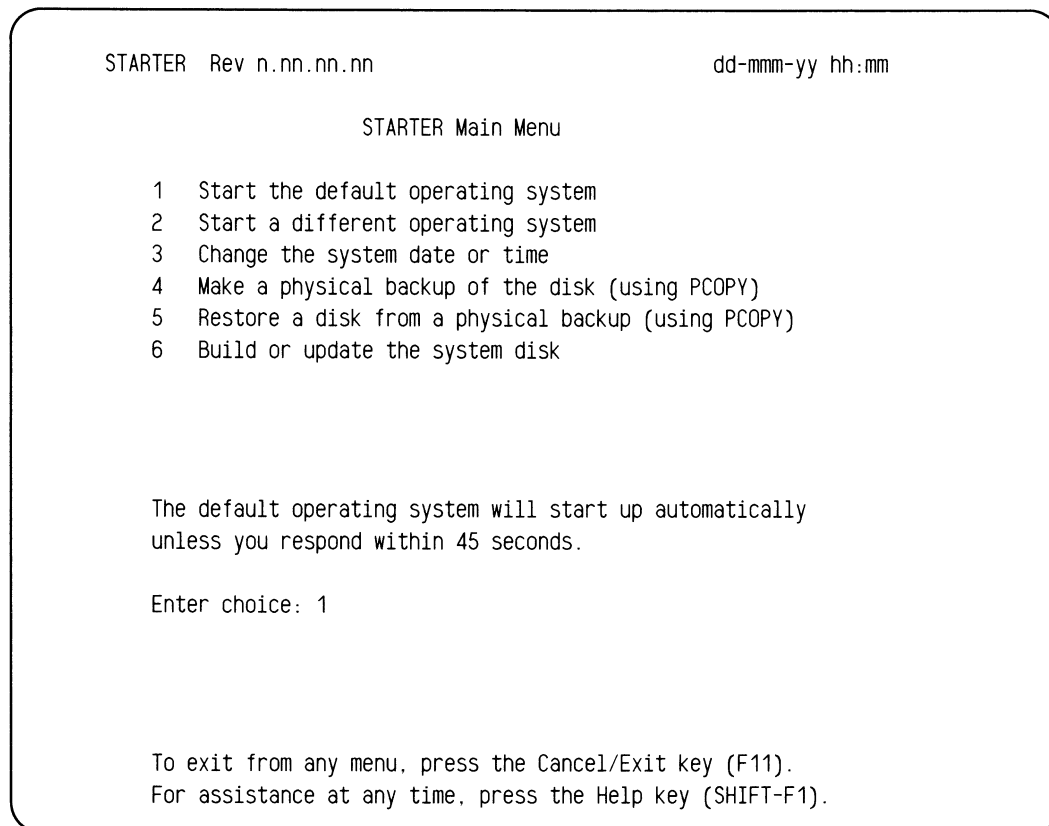 STARTER Rev n.nn.nn.nn dd-mmm-yy hh:mm
STARTER Main Menu
1 Start the default operating system
2 Start a different operating system
3 Change the system date or time
4 Make a physical backup of the disk (using PCOPY)
5 Restore a disk from a physical backup (using PCOPY)
6 Build or update the system disk
The default operating system will start up automatically
unless you respond within 45 seconds.
Enter choice: 1
To exit from any menu, press the Cancel/Exit key (F11).
For assistance at any time, press the Help key (SHIFT-F1).